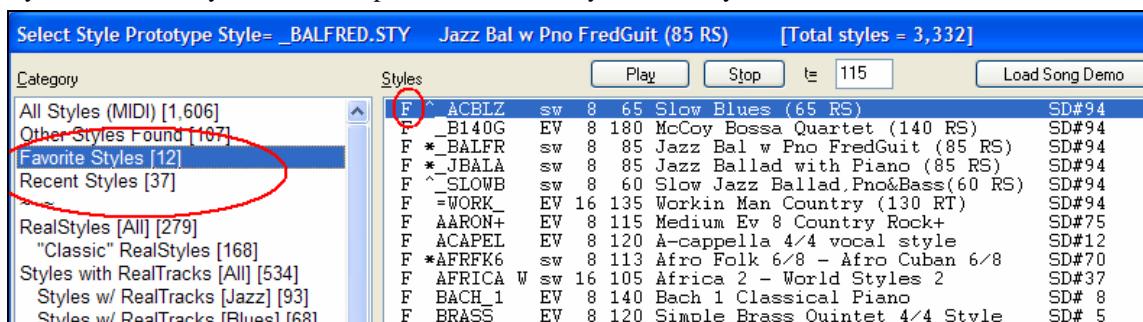 Select Style Prototype Style= _BALFRED.STY Jazz Bal w Pno FredGuit (85 RS) [Total styles = 3,332]
Category
Styles
Play
Stop
t=
115
Load Song Demo
All Styles (MIDI) [1,606]
Other Styles Found [107]
Favorite Styles [12]
Recent Styles [37]
~ ~
RealStyles [All] [279]
"Classic" RealStyles [168]
Styles with RealTracks [All] [534]
Styles w/ RealTracks [Jazz] [93]
Styles w/ RealTracks [Blues] [68]
F ^_ACBLZ sw 8 65 Slow Blues (65 RS) SD#94
F _B140G EV 8 180 McCoy Bossa Quartet (140 RS) SD#94
F *_BALFR sw 8 85 Jazz Bal w Pno FredGuit (85 RS) SD#94
F *_JBALA sw 8 85 Jazz Ballad with Piano (85 RS) SD#94
F ^_SLOWB sw 8 60 Slow Jazz Ballad,Pno&Bass(60 RS) SD#94
F =WORK_ EV 16 135 Workin Man Country (130 RT) SD#94
F AARON+ EV 8 115 Medium Ev 8 Country Rock+ SD#75
F ACAPEL EV 8 120 A-cappella 4/4 vocal style SD#12
F *AFRFK6 sw 8 113 Afro Folk 6/8 - Afro Cuban 6/8 SD#70
F AFRICA W sw 16 105 Africa 2 - World Styles 2 SD#37
F BACH_1 EV 8 140 Bach 1 Classical Piano SD# 8
F BRASS EV 8 120 Simple Brass Quintet 4/4 Style SD# 5